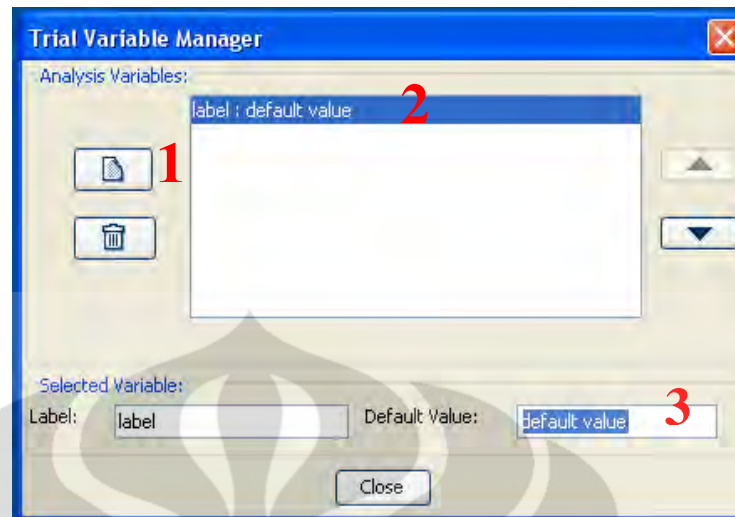 Trial Variable Manager
Analysis Variables:
label : default value 2
1
Selected Variable:
Label: label Default Value: default value 3
Close